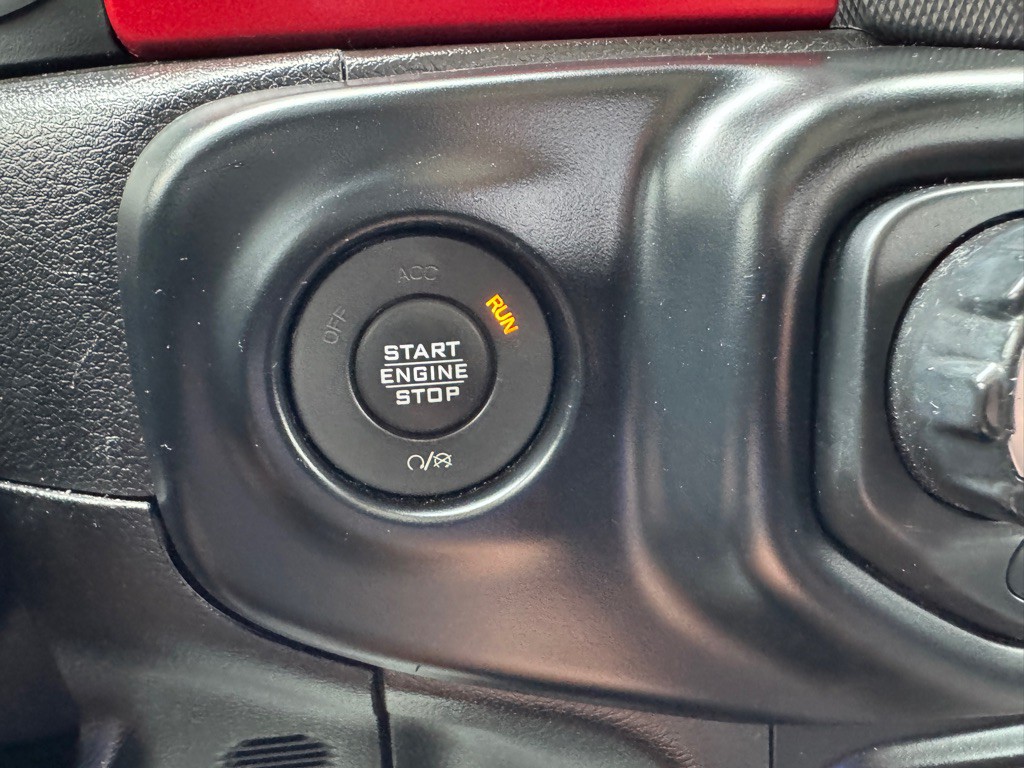 ACC
OFF
RUN
START
ENGINE
STOP